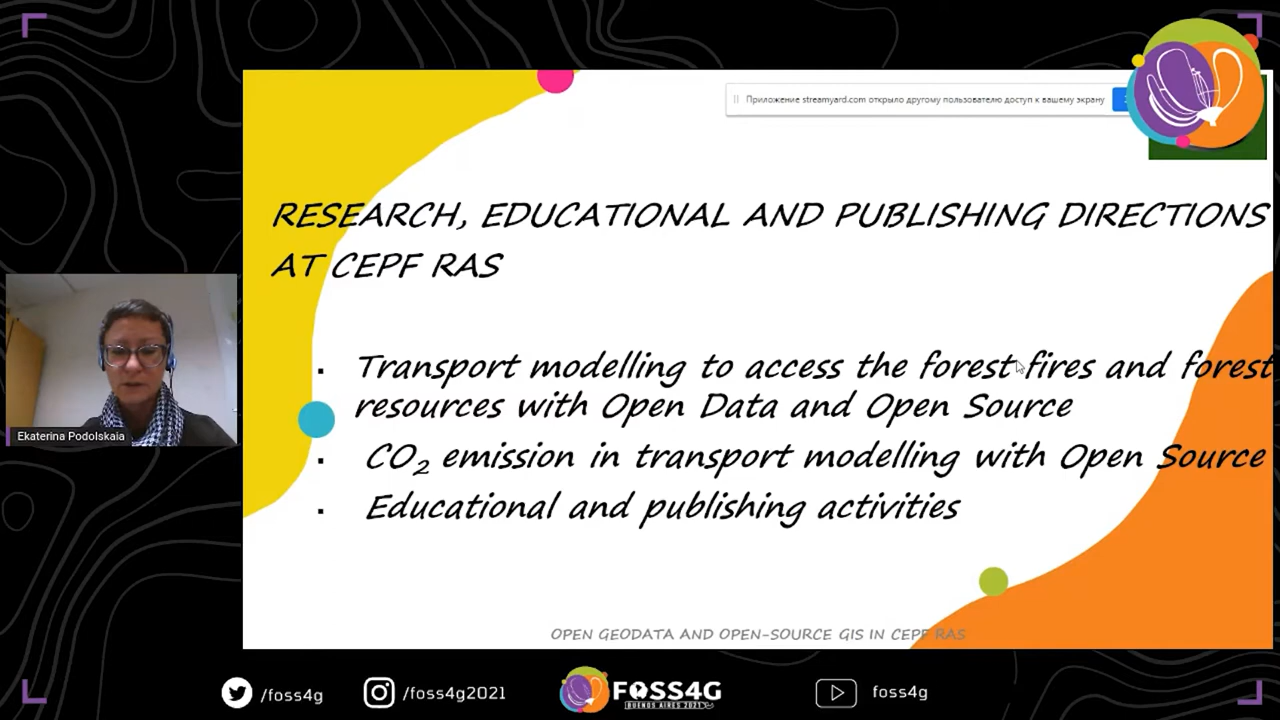 Приложение streamyard.com открыло другому пользователю доступ к вашему экрану
RESEARCH, EDUCATIONAL AND PUBLISHING DIRECTIONS
AT CEPF RAS
▪ Transport modelling to access the forest fires and forest
resources with Open Data and Open Source
▪ CO₂ emission in transport modelling with Open Source
▪ Educational and publishing activities
Ekaterina Podolskaia
OPEN GEODATA AND OPEN-SOURCE GIS IN CEPF RAS
/foss4g
/foss4g2021
FOSS4G
BUENOS AIRES 2021
foss4g